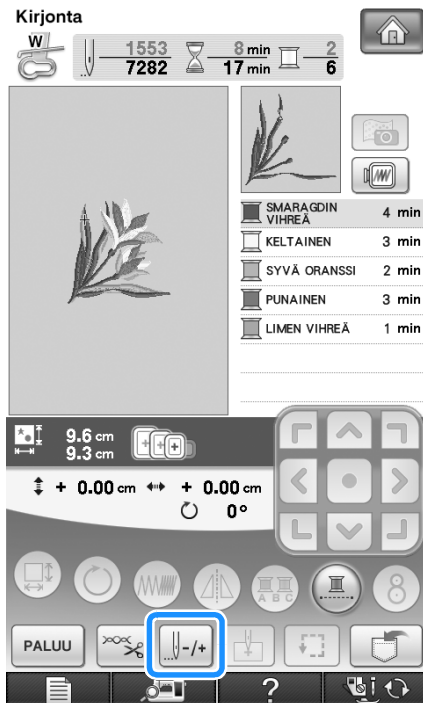 Kirjonta
W
1553 8 min 2
7282 17 min 6
SMARAGDIN VIHREÄ 4 min
KELTAINEN 3 min
SYVÄ ORANSSI 2 min
PUNAINEN 3 min
LIMEN VIHREÄ 1 min
9.6 cm
9.3 cm
+ 0.00 cm + 0.00 cm
0°
A B C
PALUU -/+
?